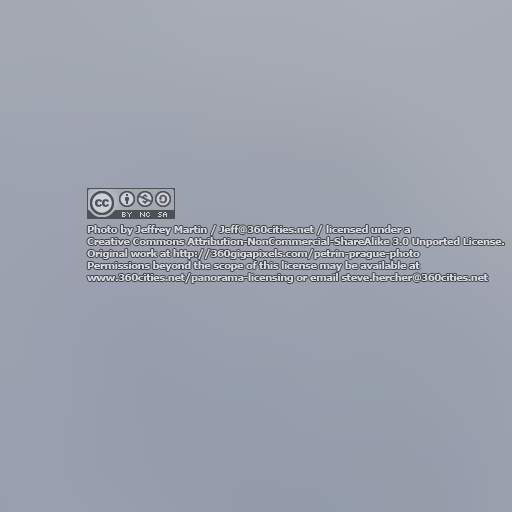 cc
BY NC SA
Photo by Jeffrey Martin / Jeff@360cities.net / licensed under a
Creative Commons Attribution-NonCommercial-ShareAlike 3.0 Unported License.
Original work at http://360gigapixels.com/petrin-prague-photo
Permissions beyond the scope of this license may be available at
www.360cities.net/panorama-licensing or email steve.hercher@360cities.net